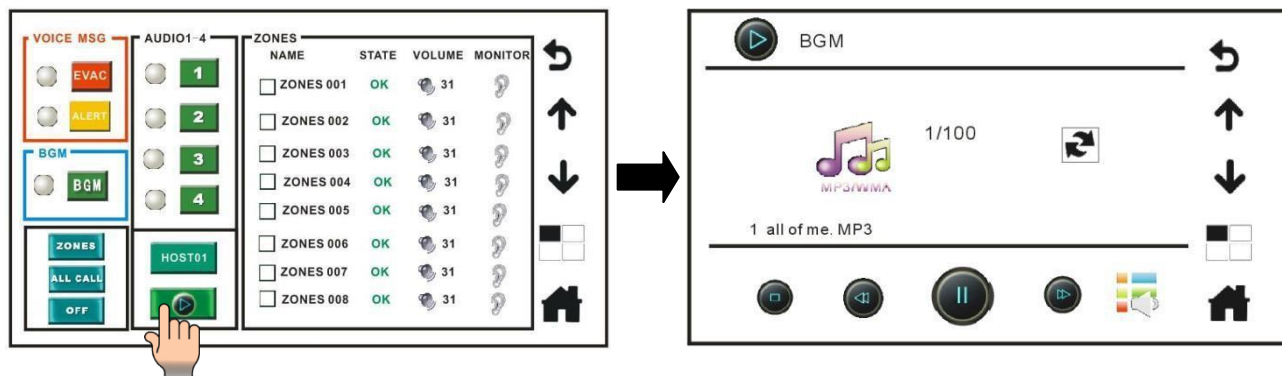 VOICE MSG
EVAC
ALERT
BGM
BGM
ZONES
ALL CALL
OFF
AUDIO1-4
1
2
3
4
HOST01
ZONES
NAME STATE VOLUME MONITOR
ZONES 001 OK 31
ZONES 002 OK 31
ZONES 003 OK 31
ZONES 004 OK 31
ZONES 005 OK 31
ZONES 006 OK 31
ZONES 007 OK 31
ZONES 008 OK 31
BGM
1/100
MP3/WMA
1 all of me. MP3